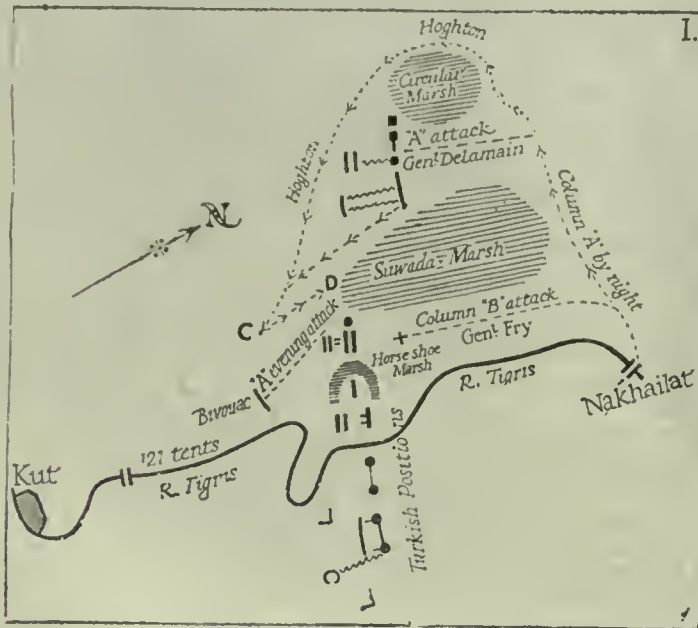 I.
Hoghton
Circular
Marsh
"A" attack
Genl. Delamain
Hoghton
Column "A" by night
N
Suwada-Marsh
D
C
Column "B" attack
Genl. Fry
"A" evening attack
Horse shoe
Marsh
R. Tigris
Nakhailat
Bivouac
121 tents
R. Tigris
Kut
Turkish Positions
C